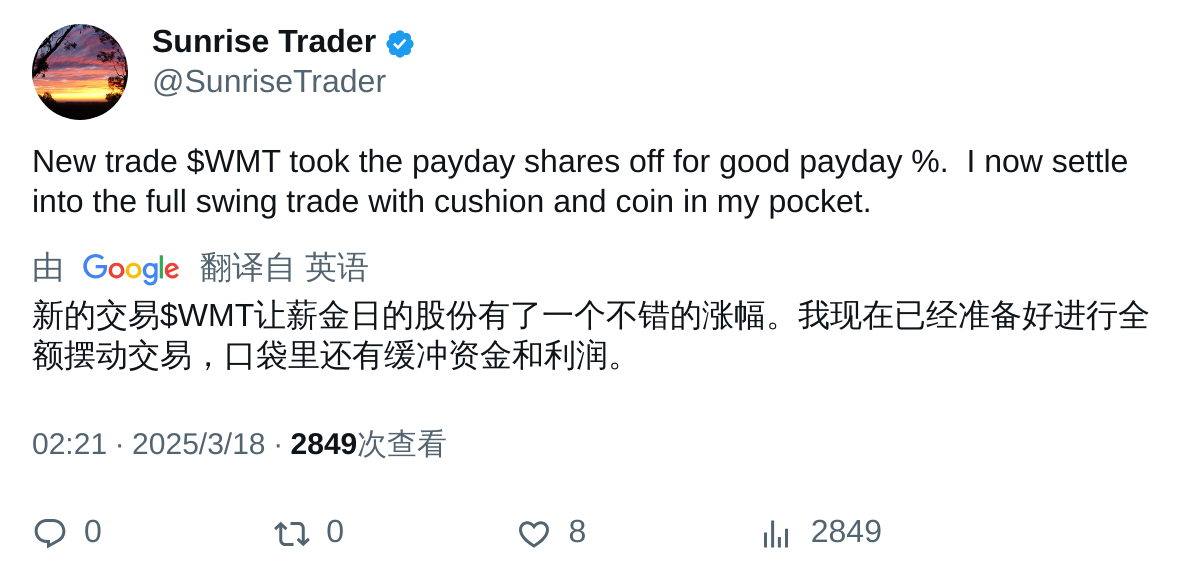 Sunrise Trader
@SunriseTrader
New trade $WMT took the payday shares off for good payday %.  I now settle
into the full swing trade with cushion and coin in my pocket.
由 Google 翻译自 英语
新的交易$WMT让薪金日的股份有了一个不错的涨幅。我现在已经准备好进行全
额摆动交易，口袋里还有缓冲资金和利润。
02:21 · 2025/3/18 · 2849次查看
0 0 8 2849